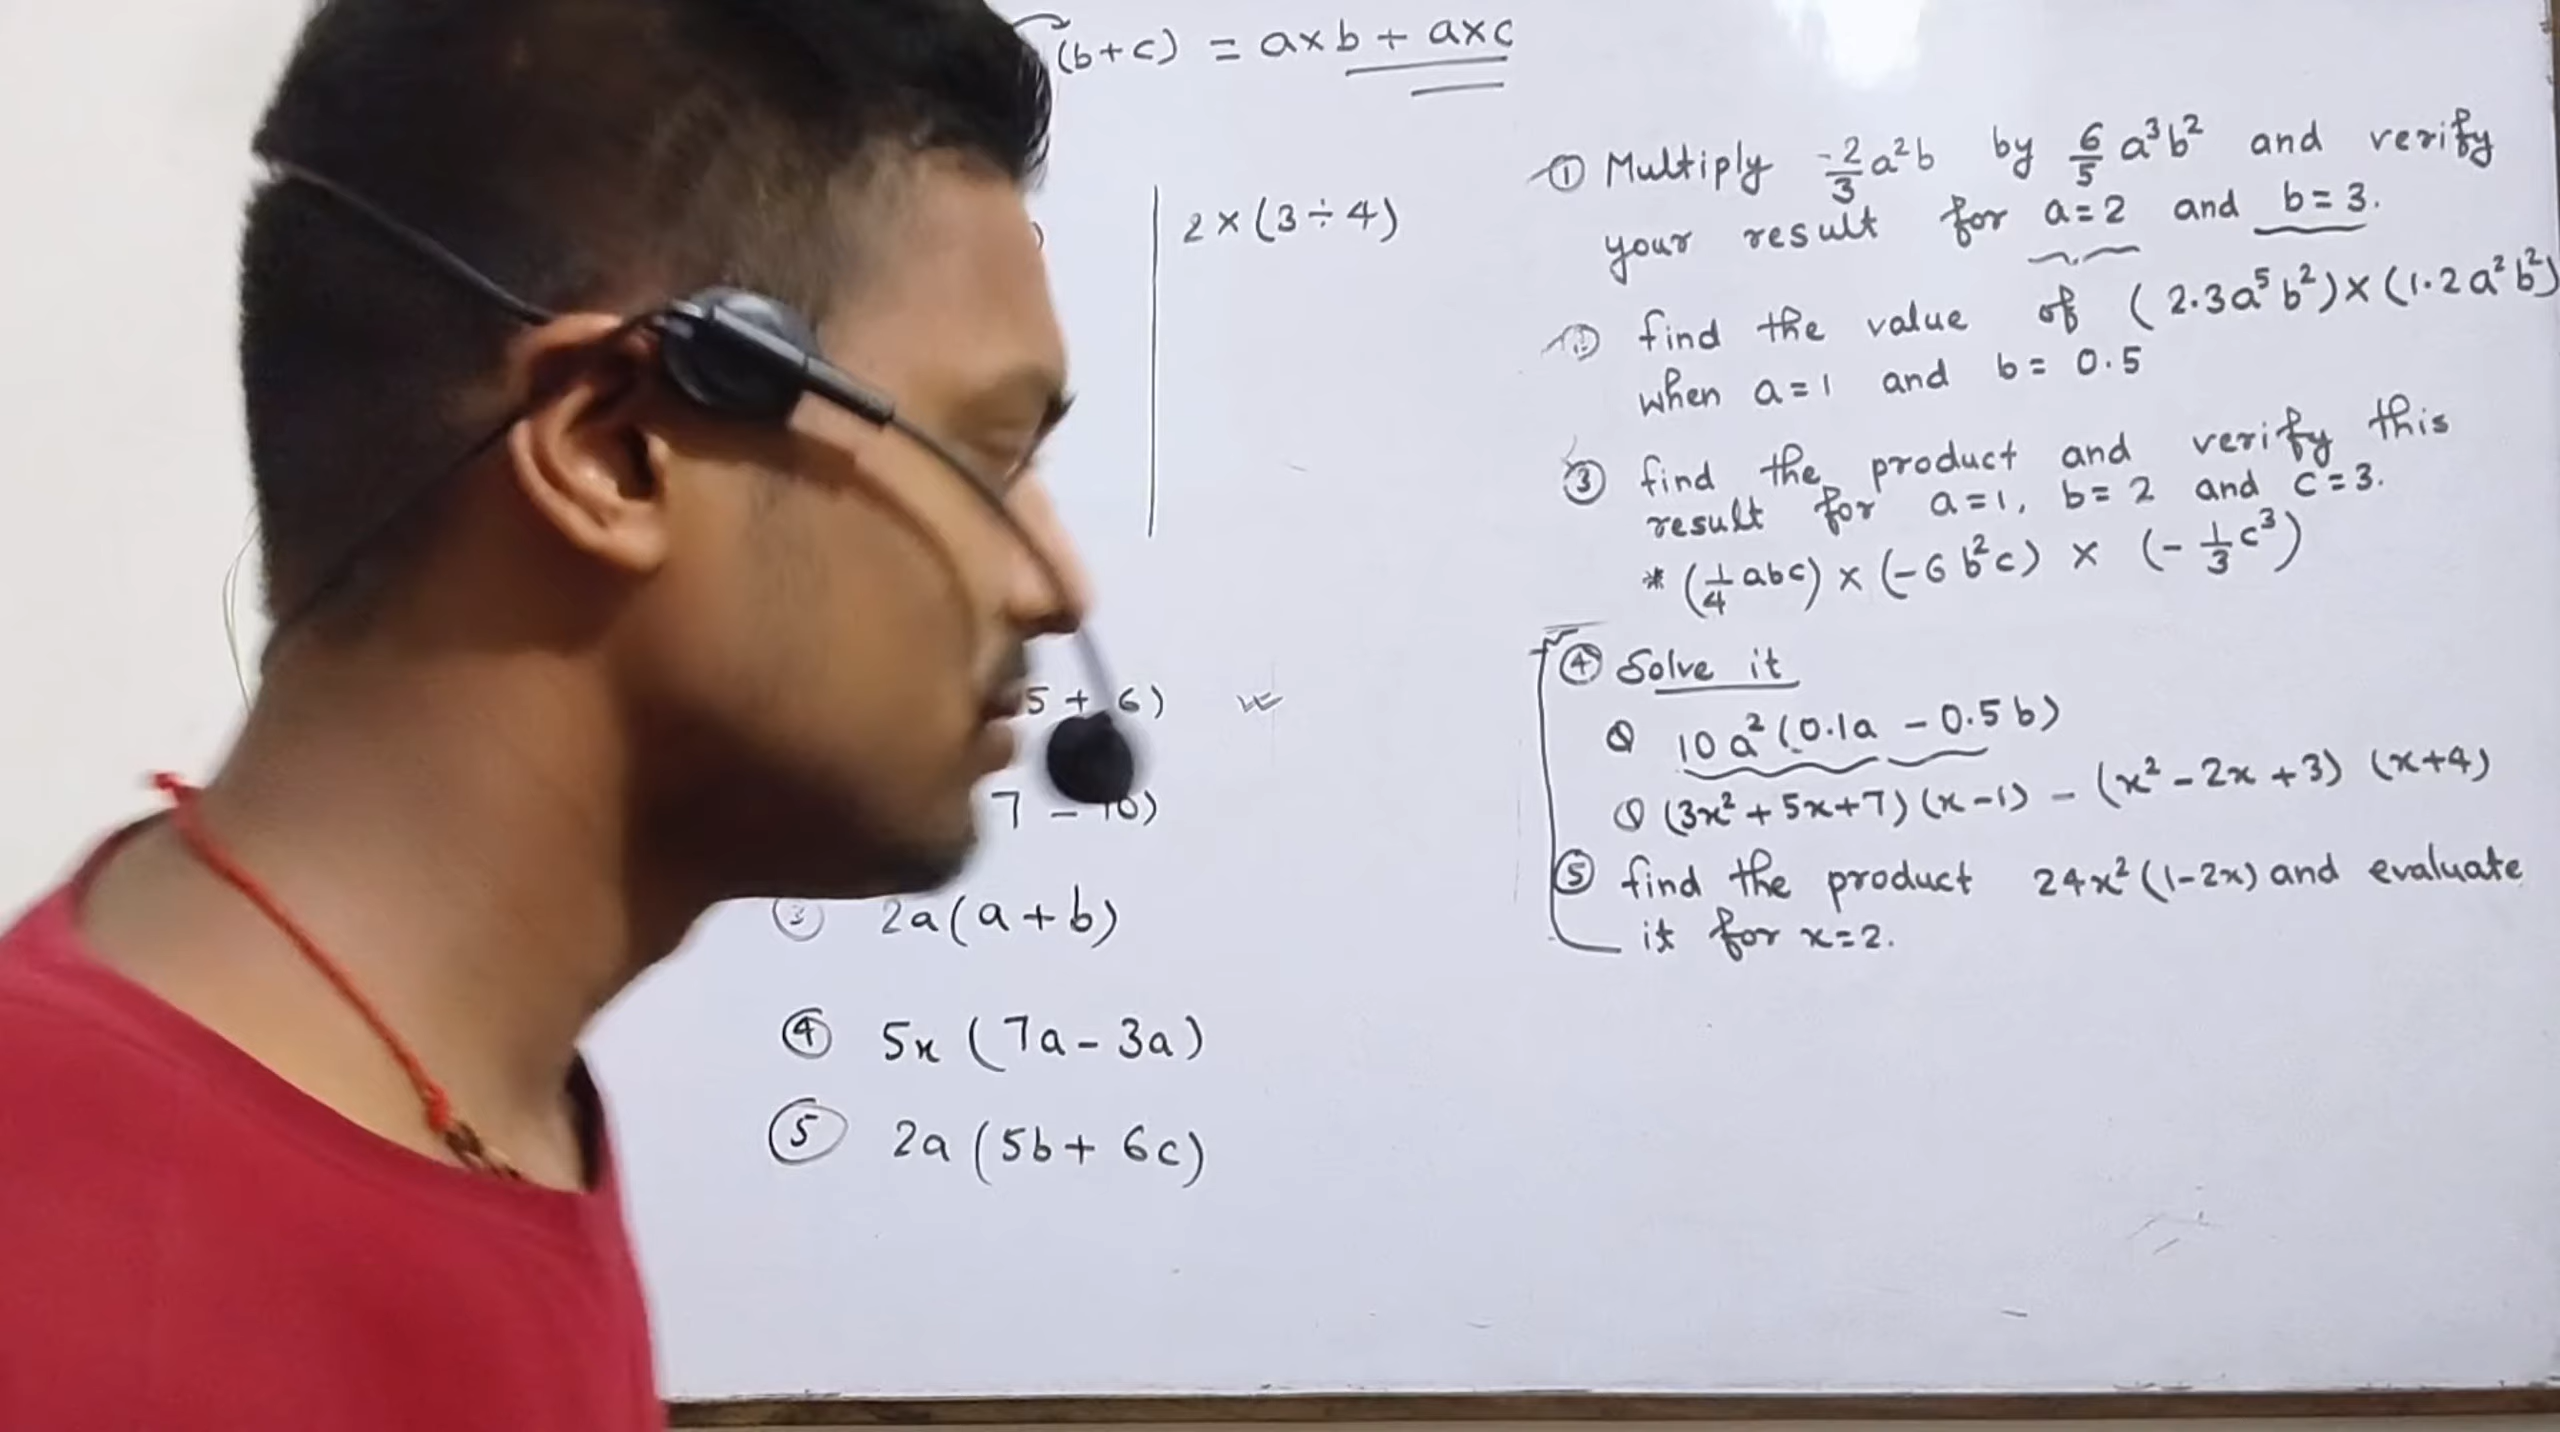 (b+c) = a×b + a×c
2×(3÷4)
5 + 6)
7 - 10)
③ 2a(a+b)
④ 5x (7a - 3a)
⑤ 2a (5b + 6c)
① Multiply -2/3 a²b by 6/5 a³b² and verify
your result for a=2 and b=3.
find the value of (2.3a⁵b²)×(1.2a²b²)
when a=1 and b=0.5
③ find the product and verify this
result for a=1, b=2 and c=3.
* (1/4 abc) × (-6b²c) × (-1/3 c³)
④ Solve it
10a²(0.1a - 0.5b)
(3x²+5x+7)(x-1) - (x²-2x+3) (x+4)
⑤ find the product 24x²(1-2x) and evaluate
it for x=2.